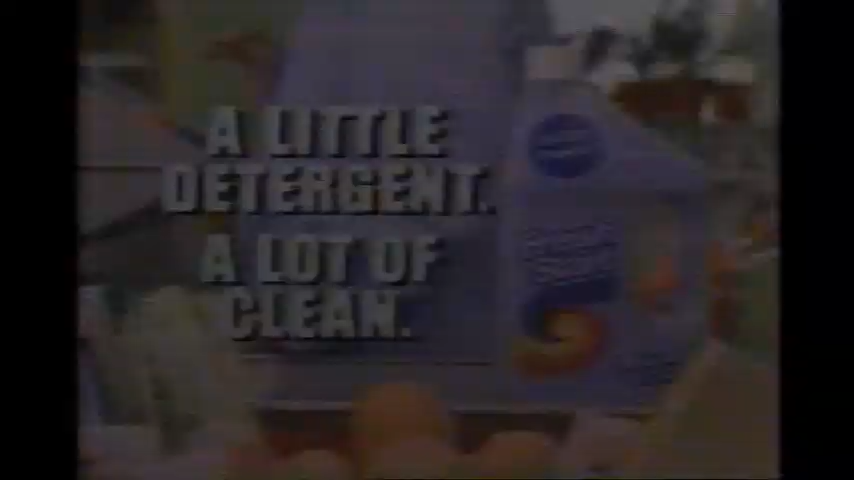 A LITTLE
DETERGENT.
A LOT OF
CLEAN.